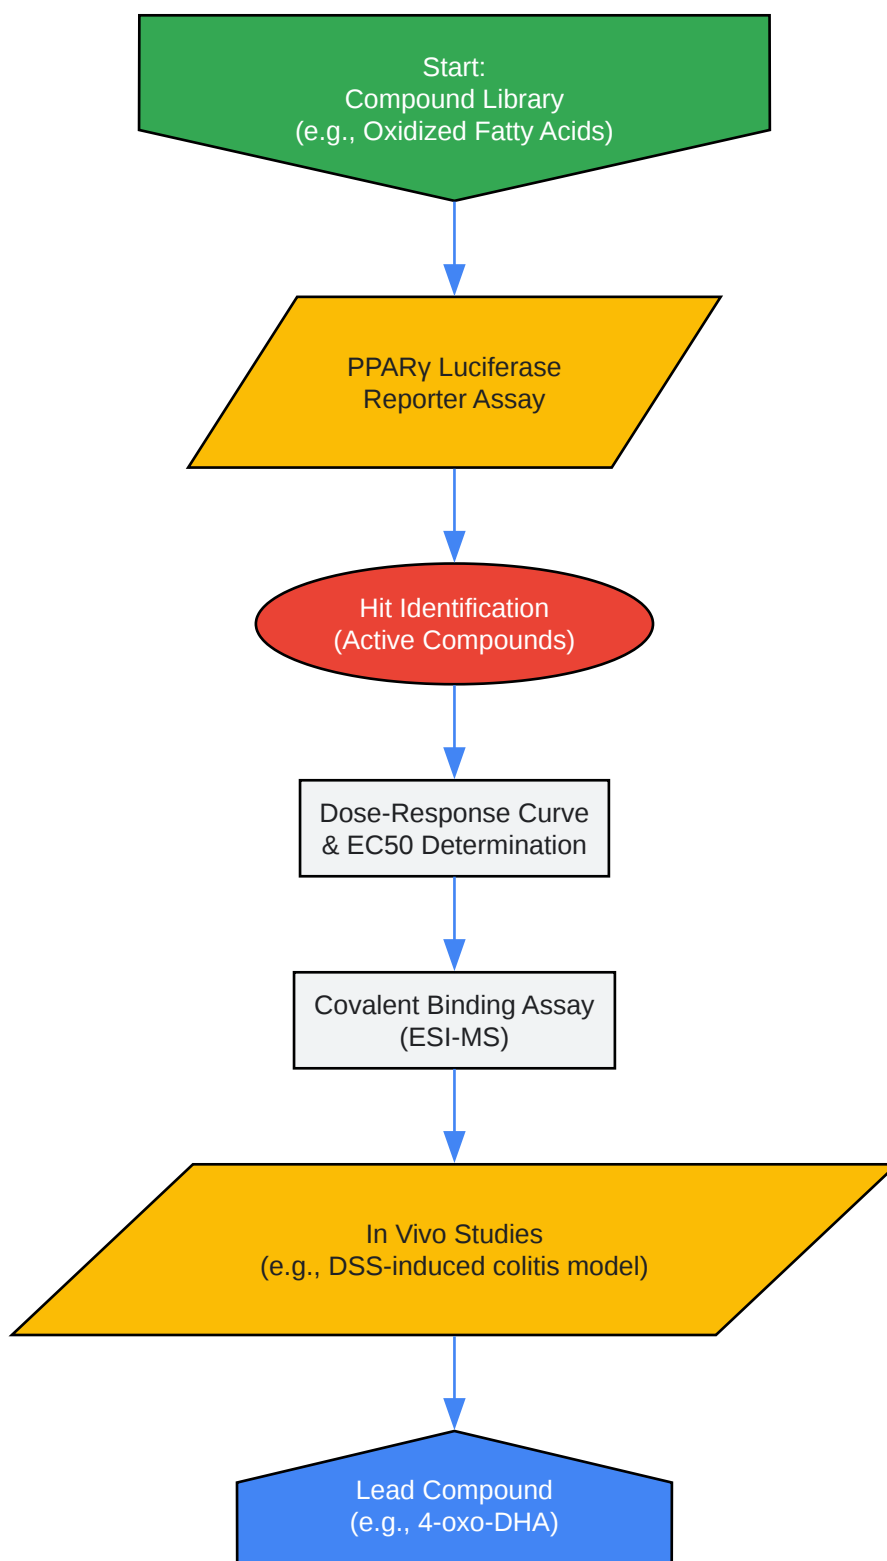 Start:
Compound Library
(e.g., Oxidized Fatty Acids)
PPARγ Luciferase
Reporter Assay
Hit Identification
(Active Compounds)
Dose-Response Curve
& EC50 Determination
Covalent Binding Assay
(ESI-MS)
In Vivo Studies
(e.g., DSS-induced colitis model)
Lead Compound
(e.g., 4-oxo-DHA)